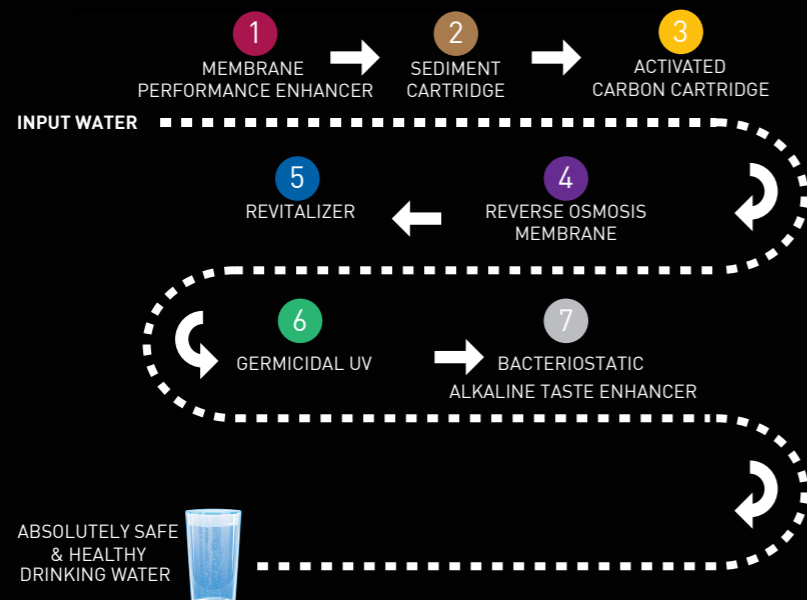 1
MEMBRANE
PERFORMANCE ENHANCER
2
SEDIMENT
CARTRIDGE
3
ACTIVATED
CARBON CARTRIDGE
INPUT WATER
5
REVITALIZER
4
REVERSE OSMOSIS
MEMBRANE
6
GERMICIDAL UV
7
BACTERIOSTATIC
ALKALINE TASTE ENHANCER
ABSOLUTELY SAFE
& HEALTHY
DRINKING WATER